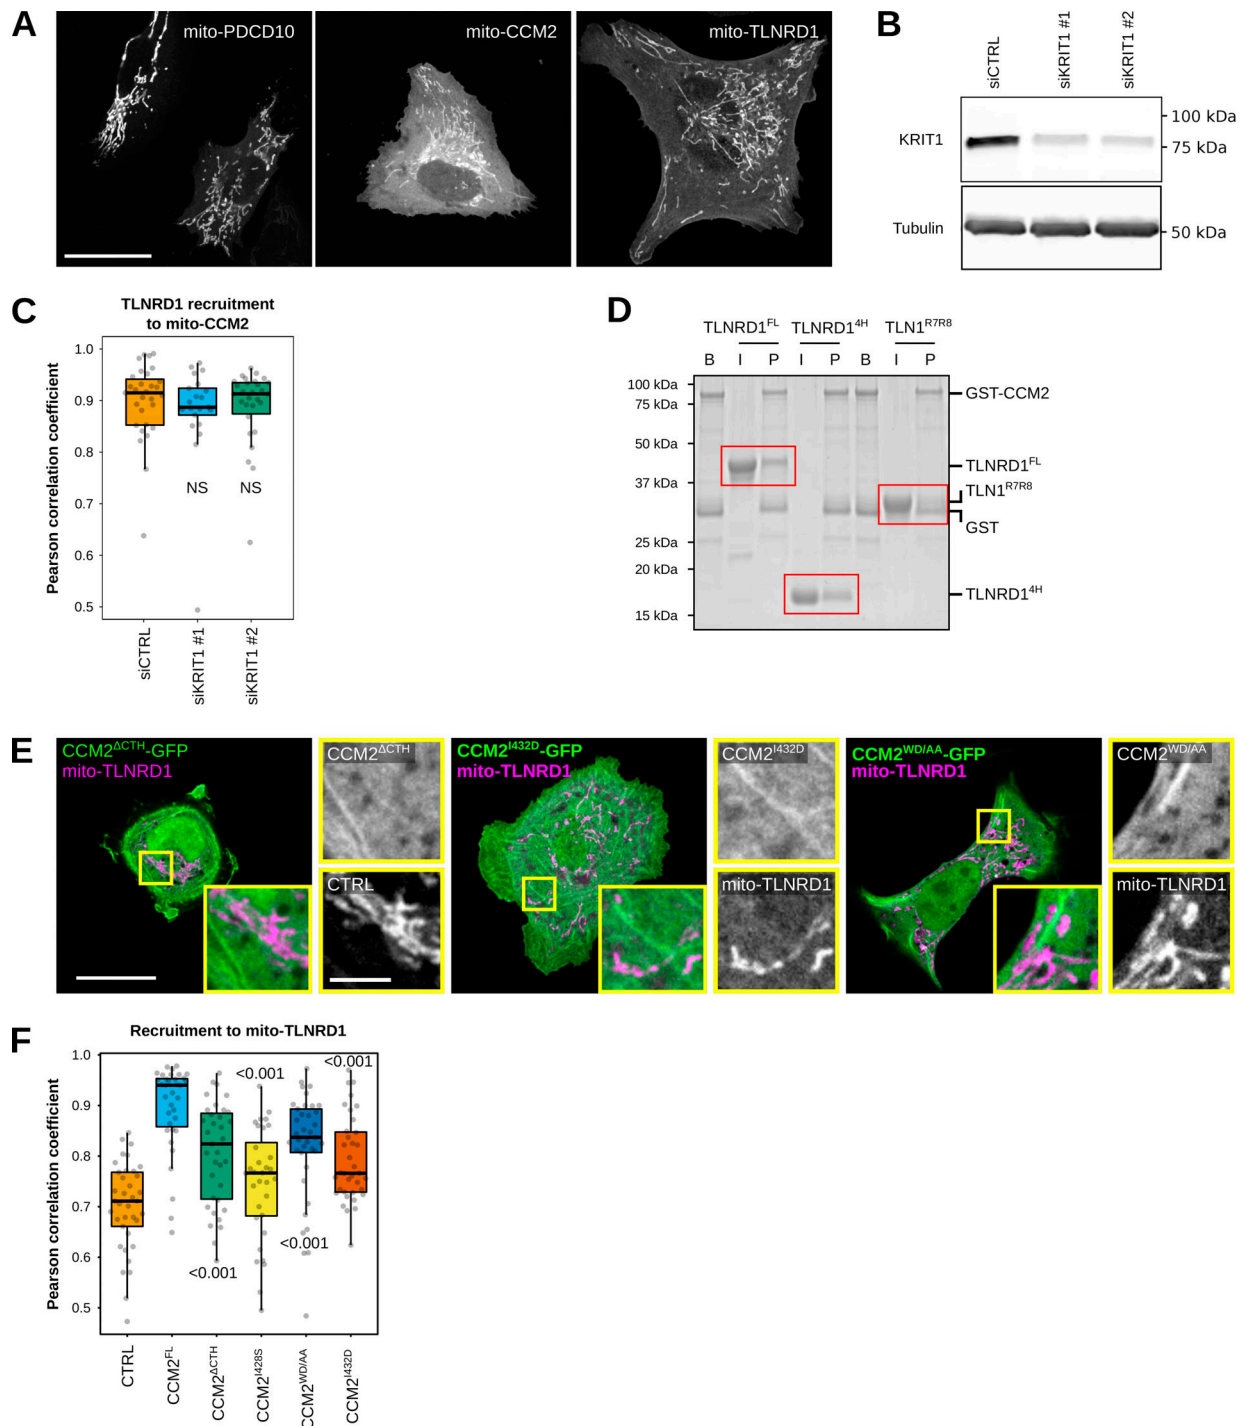 A
mito-PDCD10
mito-CCM2
mito-TLNRD1
B
siCTRL
siKRIT1 #1
siKRIT1 #2
KRIT1
100 kDa
75 kDa
Tubulin
50 kDa
C
TLNRD1 recruitment
to mito-CCM2
Pearson correlation coefficient
1.0
0.9
0.8
0.7
0.6
0.5
NS
NS
siCTRL
siKRIT1 #1
siKRIT1 #2
D
TLNRD1FL TLNRD14H TLN1R7R8
B I P I P B I P
100 kDa
75 kDa
50 kDa
37 kDa
25 kDa
20 kDa
15 kDa
GST-CCM2
TLNRD1FL
TLN1R7R8
GST
TLNRD14H
E
CCM2ΔCTH-GFP
mito-TLNRD1
CCM2ΔCTH
CTRL
CCM2I432D-GFP
mito-TLNRD1
CCM2I432D
mito-TLNRD1
CCM2WD/AA-GFP
mito-TLNRD1
CCM2WD/AA
mito-TLNRD1
F
Recruitment to mito-TLNRD1
Pearson correlation coefficient
1.0
0.9
0.8
0.7
0.6
0.5
<0.001
<0.001
<0.001
<0.001
CTRL
CCM2FL
CCM2ΔCTH
CCM2I428S
CCM2WD/AA
CCM2I432D